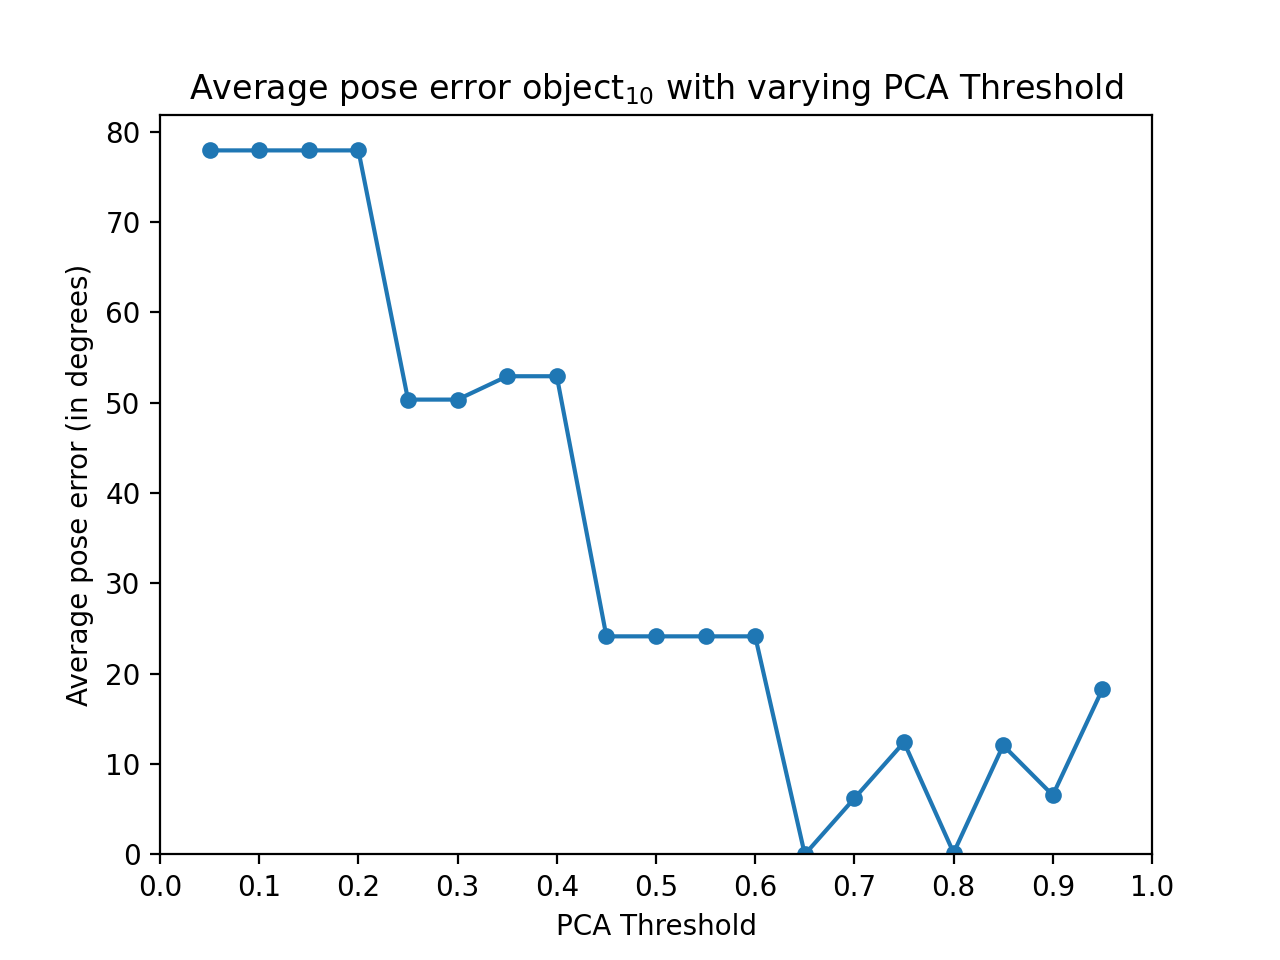 Average pose error object₁₀ with varying PCA Threshold
Average pose error (in degrees)
80
70
60
50
40
30
20
10
0
0.0 0.1 0.2 0.3 0.4 0.5 0.6 0.7 0.8 0.9 1.0
PCA Threshold